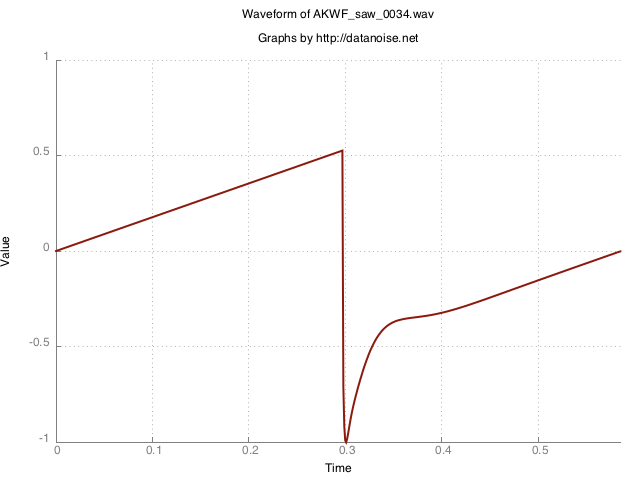 Waveform of AKWF_saw_0034.wav
Graphs by http://datanoise.net
1
0.5
0
-0.5
-1
Value
0 0.1 0.2 0.3 0.4 0.5
Time